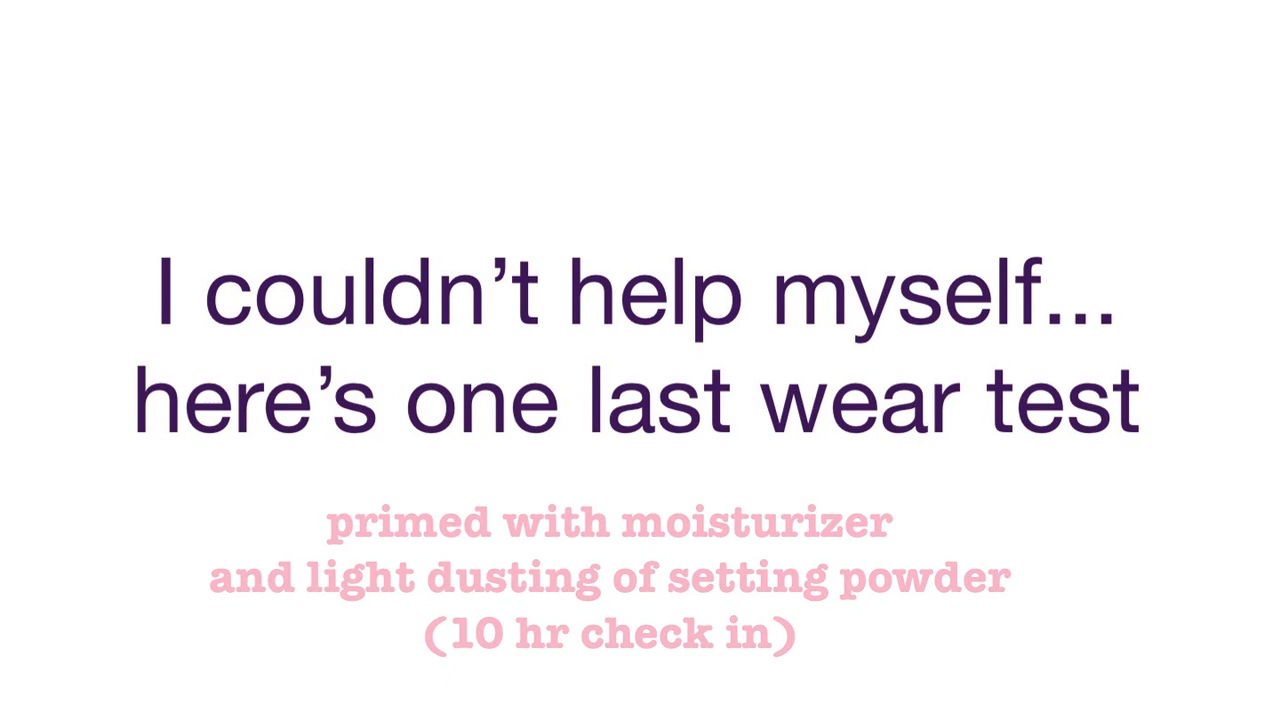 I couldn’t help myself...
here’s one last wear test
primed with moisturizer
and light dusting of setting powder
(10 hr check in)